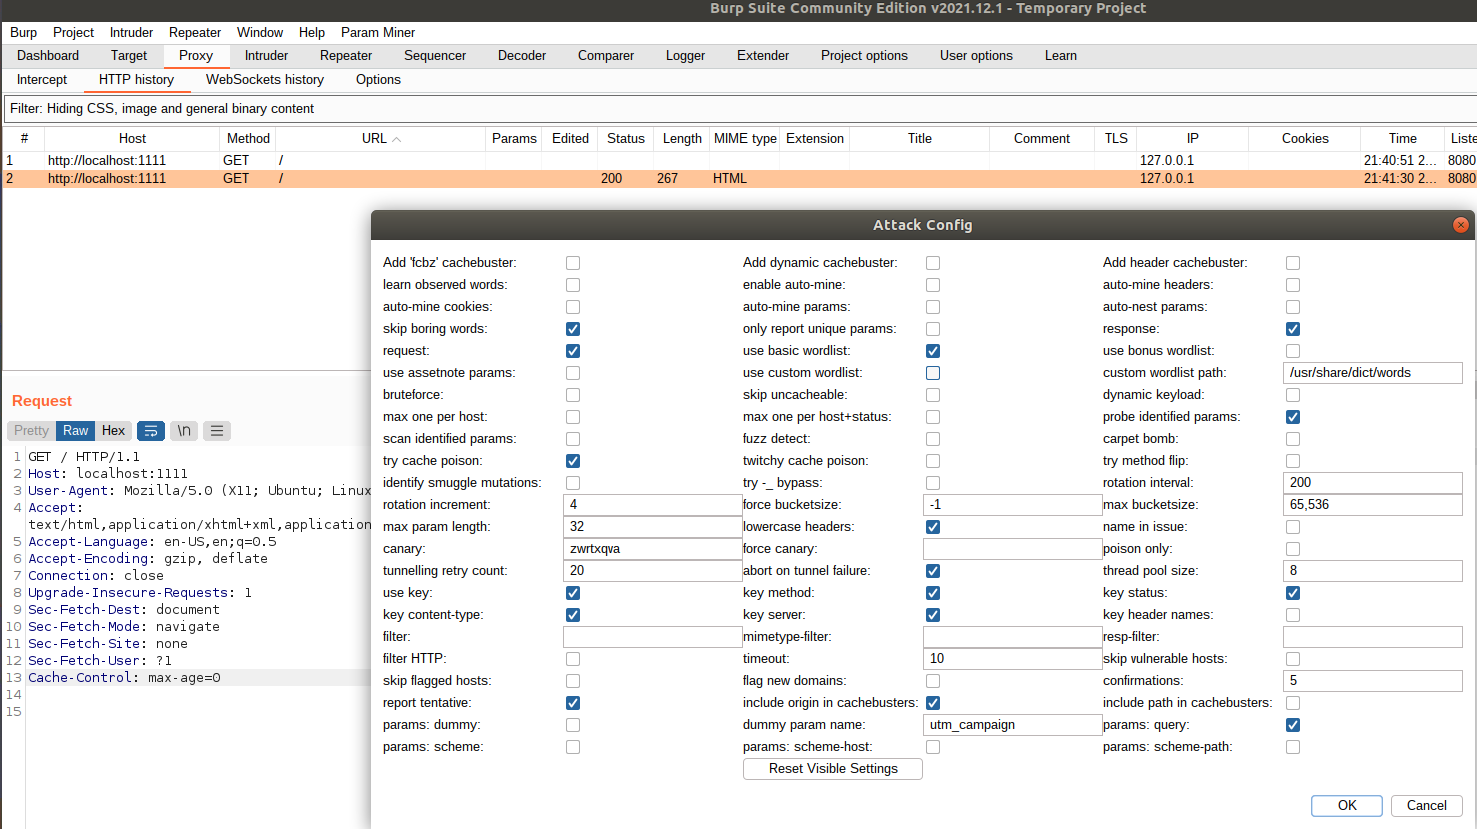 Burp Suite Community Edition v2021.12.1 - Temporary Project
Burp Project Intruder Repeater Window Help Param Miner
Dashboard Target Proxy Intruder Repeater Sequencer Decoder Comparer Logger Extender Project options User options Learn
Intercept HTTP history WebSockets history Options
Filter: Hiding CSS, image and general binary content
# Host Method URL Params Edited Status Length MIME type Extension Title Comment TLS IP Cookies Time Liste
1 http://localhost:1111 GET / 127.0.0.1 21:40:51 2... 8080
2 http://localhost:1111 GET / 200 267 HTML 127.0.0.1 21:41:30 2... 8080
Attack Config
Add 'fcbz' cachebuster: Add dynamic cachebuster: Add header cachebuster:
learn observed words: enable auto-mine: auto-mine headers:
auto-mine cookies: auto-mine params: auto-nest params:
skip boring words: only report unique params: response:
request: use basic wordlist: use bonus wordlist:
use assetnote params: use custom wordlist: custom wordlist path: /usr/share/dict/words
bruteforce: skip uncacheable: dynamic keyload:
max one per host: max one per host+status: probe identified params:
scan identified params: fuzz detect: carpet bomb:
try cache poison: twitchy cache poison: try method flip:
identify smuggle mutations: try -_ bypass: rotation interval: 200
rotation increment: 4 force bucketsize: -1 max bucketsize: 65,536
max param length: 32 lowercase headers: name in issue:
canary: zwrtxqva force canary: poison only:
tunnelling retry count: 20 abort on tunnel failure: thread pool size: 8
use key: key method: key status:
key content-type: key server: key header names:
filter: mimetype-filter: resp-filter:
filter HTTP: timeout: 10 skip vulnerable hosts:
skip flagged hosts: flag new domains: confirmations: 5
report tentative: include origin in cachebusters: include path in cachebusters:
params: dummy: dummy param name: utm_campaign params: query:
params: scheme: params: scheme-host: params: scheme-path:
Reset Visible Settings
OK Cancel
Request
Pretty Raw Hex \n
1 GET / HTTP/1.1
2 Host: localhost:1111
3 User-Agent: Mozilla/5.0 (X11; Ubuntu; Linux
4 Accept:
text/html,application/xhtml+xml,application
5 Accept-Language: en-US,en;q=0.5
6 Accept-Encoding: gzip, deflate
7 Connection: close
8 Upgrade-Insecure-Requests: 1
9 Sec-Fetch-Dest: document
10 Sec-Fetch-Mode: navigate
11 Sec-Fetch-Site: none
12 Sec-Fetch-User: ?1
13 Cache-Control: max-age=0
14
15